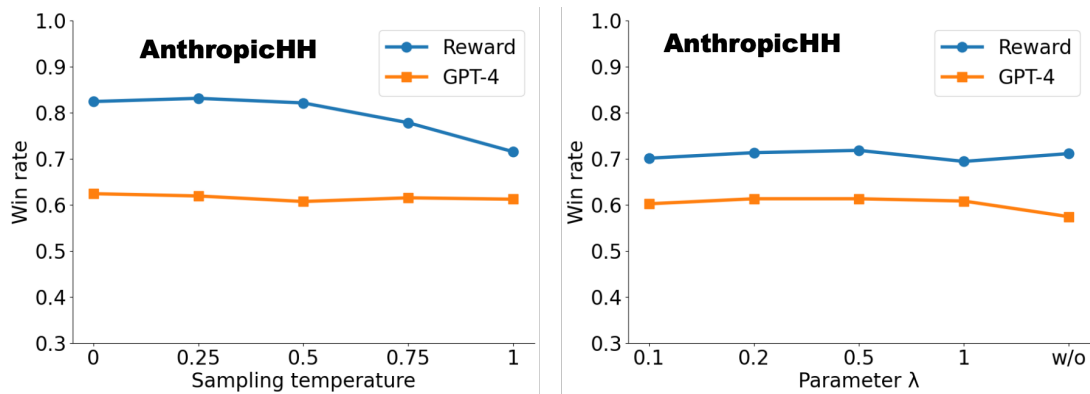 AnthropicHH
Reward
GPT-4
Win rate
1.0
0.9
0.8
0.7
0.6
0.5
0.4
0.3
0 0.25 0.5 0.75 1
Sampling temperature
AnthropicHH
Reward
GPT-4
Win rate
1.0
0.9
0.8
0.7
0.6
0.5
0.4
0.3
0.1 0.2 0.5 1 w/o
Parameter λ